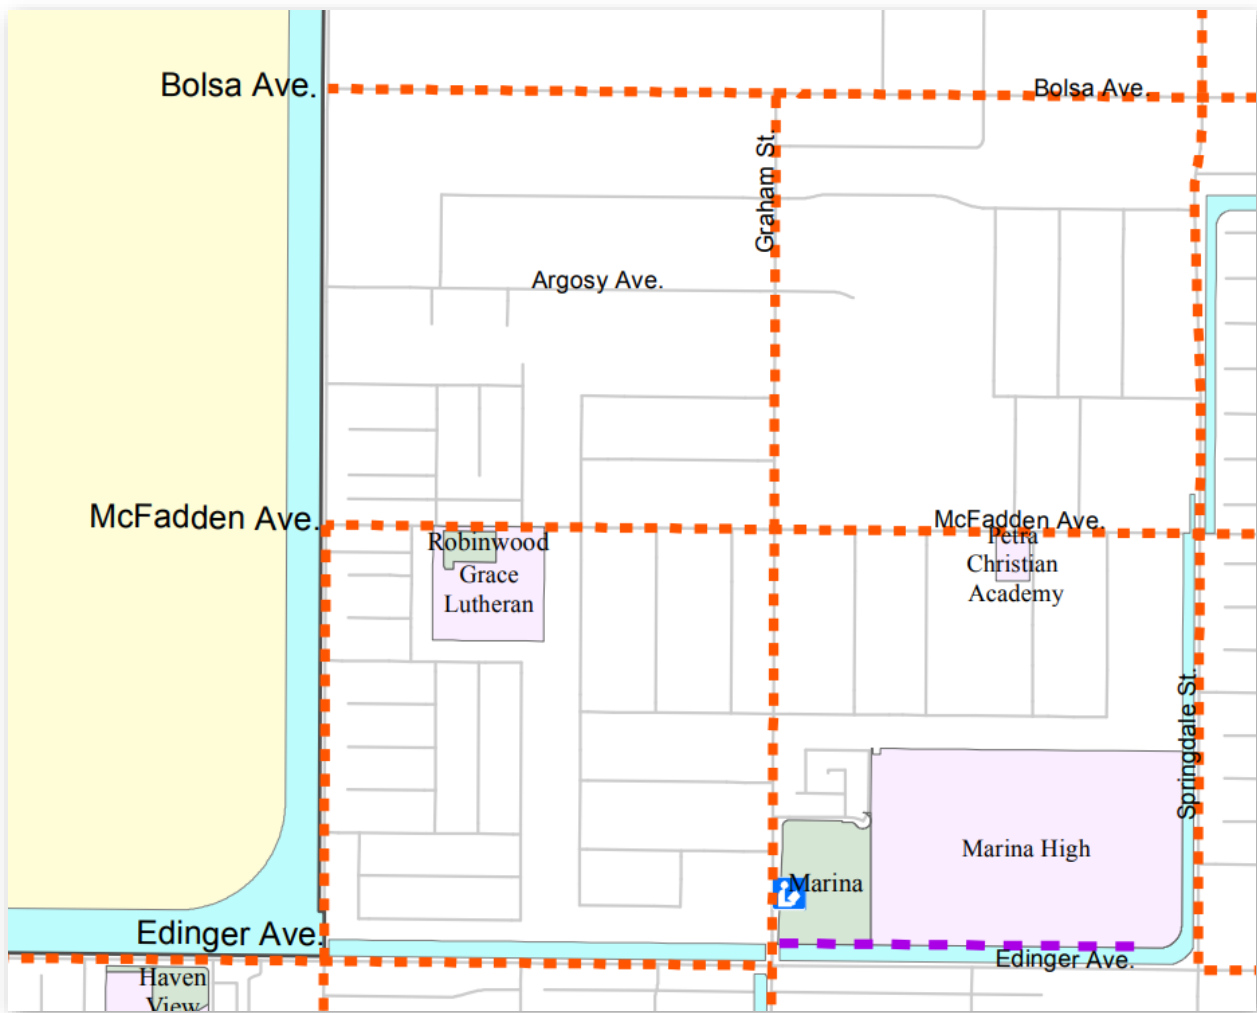 Bolsa Ave.
Bolsa Ave.
Graham St.
Argosy Ave.
McFadden Ave.
McFadden Ave.
Robinwood
Grace
Lutheran
Petra
Christian
Academy
Springdale St.
Marina High
Marina
Edinger Ave.
Edinger Ave.
Haven
View